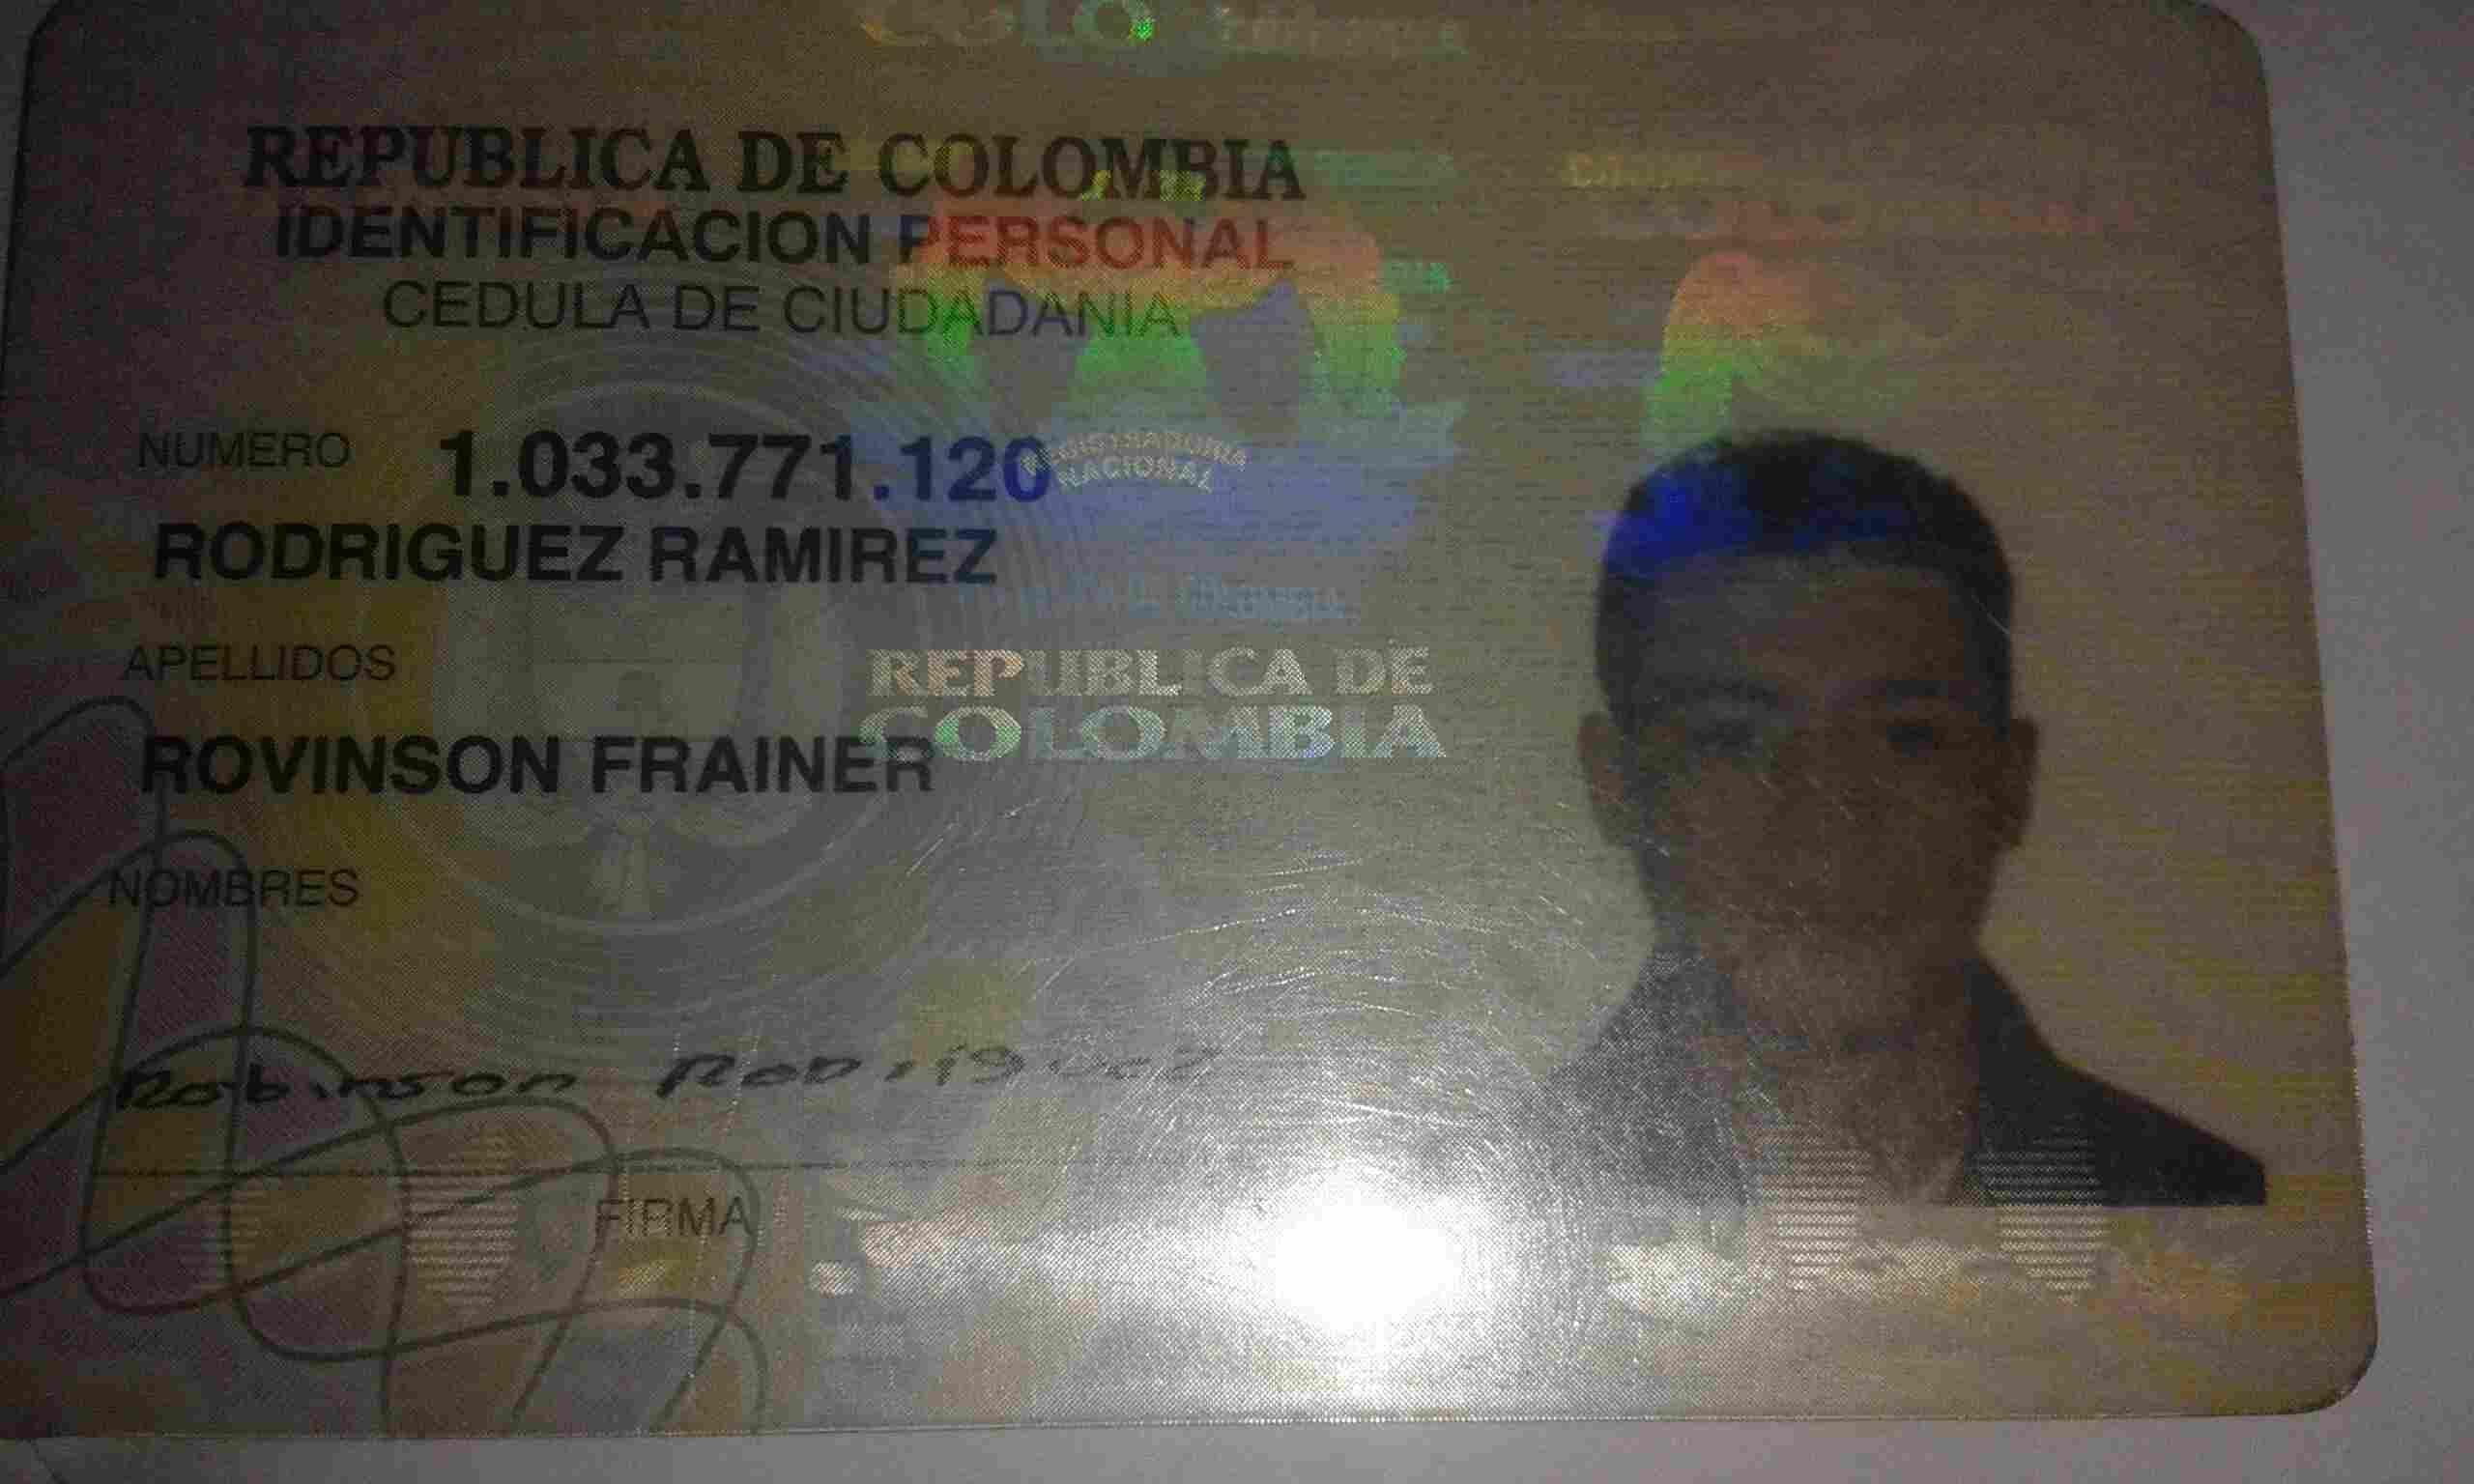 COLO
REPUBLICA DE COLOMBIA
IDENTIFICACION PERSONAL
CEDULA DE CIUDADANIA
NUMERO 1.033.771.120
REGISTRADURIA
NACIONAL
RODRIGUEZ RAMIREZ
APELLIDOS
REPUBLICA DE
COLOMBIA
ROVINSON FRAINER
NOMBRES
Robinson Rodriguez
FIRMA